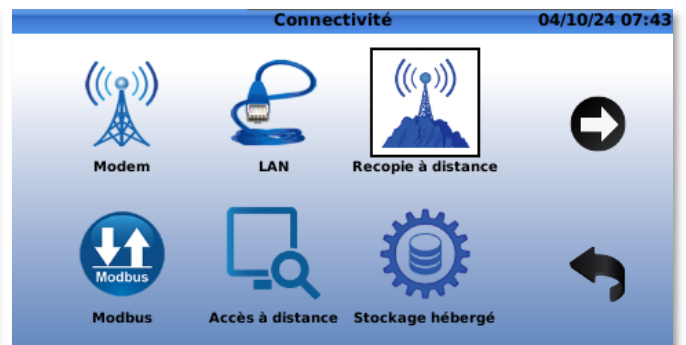 Connectivité 04/10/24 07:43
Modem LAN Recopie à distance
Modbus
Modbus Accès à distance Stockage hébergé